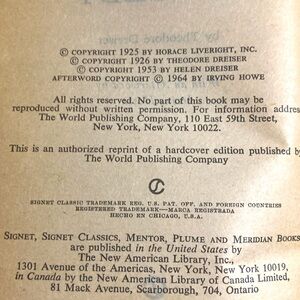 by Theodore Dreiser
© COPYRIGHT 1925 BY HORACE LIVERIGHT, INC.
© COPYRIGHT 1926 BY THEODORE DREISER
© COPYRIGHT 1953 BY HELEN DREISER
AFTERWORD COPYRIGHT © 1964 BY IRVING HOWE
All rights reserved. No part of this book may be
reproduced without written permission. For information address
The World Publishing Company, 110 East 59th Street,
New York, New York 10022.
This is an authorized reprint of a hardcover edition published by
The World Publishing Company
SIGNET CLASSIC TRADEMARK REG. U.S. PAT. OFF. AND FOREIGN COUNTRIES
REGISTERED TRADEMARK—MARCA REGISTRADA
HECHO EN CHICAGO, U.S.A.
SIGNET, SIGNET CLASSICS, MENTOR, PLUME AND MERIDIAN BOOKS
are published in the United States by
The New American Library, Inc.,
1301 Avenue of the Americas, New York, New York 10019,
in Canada by The New American Library of Canada Limited,
81 Mack Avenue, Scarborough, 704, Ontario